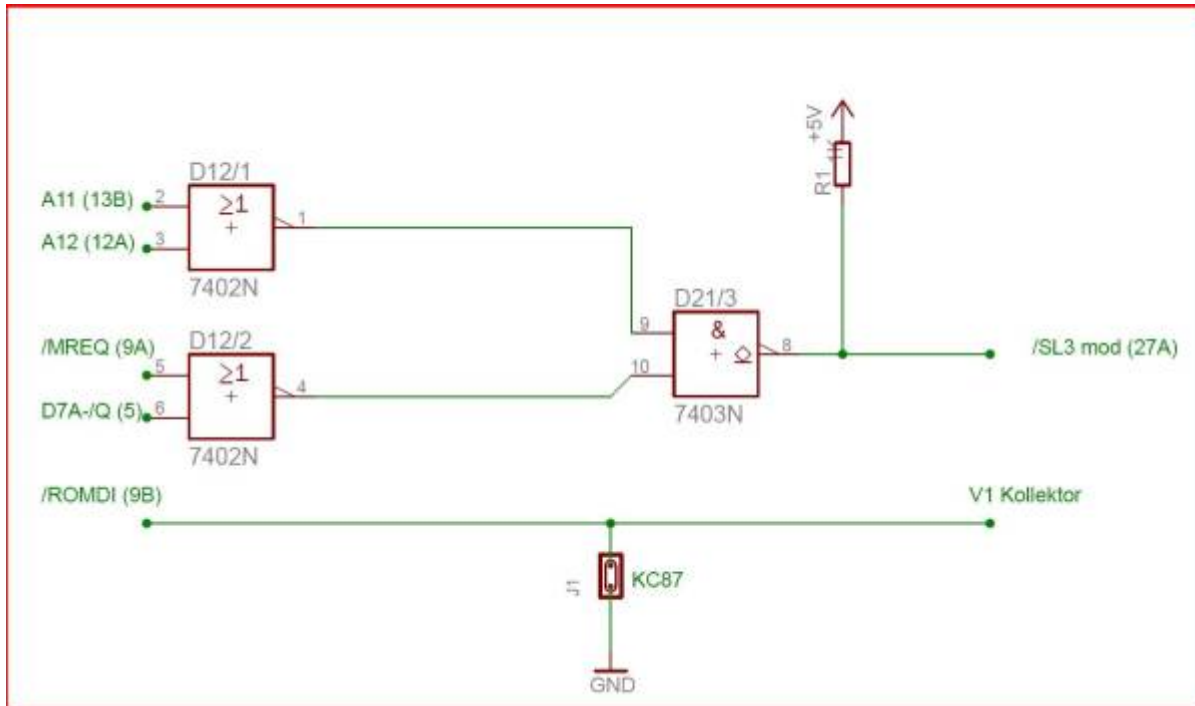 +5V
R1 1K
D12/1
A11 (13B)
2
≥1
+
1
A12 (12A)
3
7402N
D21/3
9
&
+
8
/SL3 mod (27A)
10
7403N
D12/2
/MREQ (9A)
5
≥1
+
4
D7A-/Q (5)
6
7402N
/ROMDI (9B)
V1 Kollektor
J1
KC87
GND